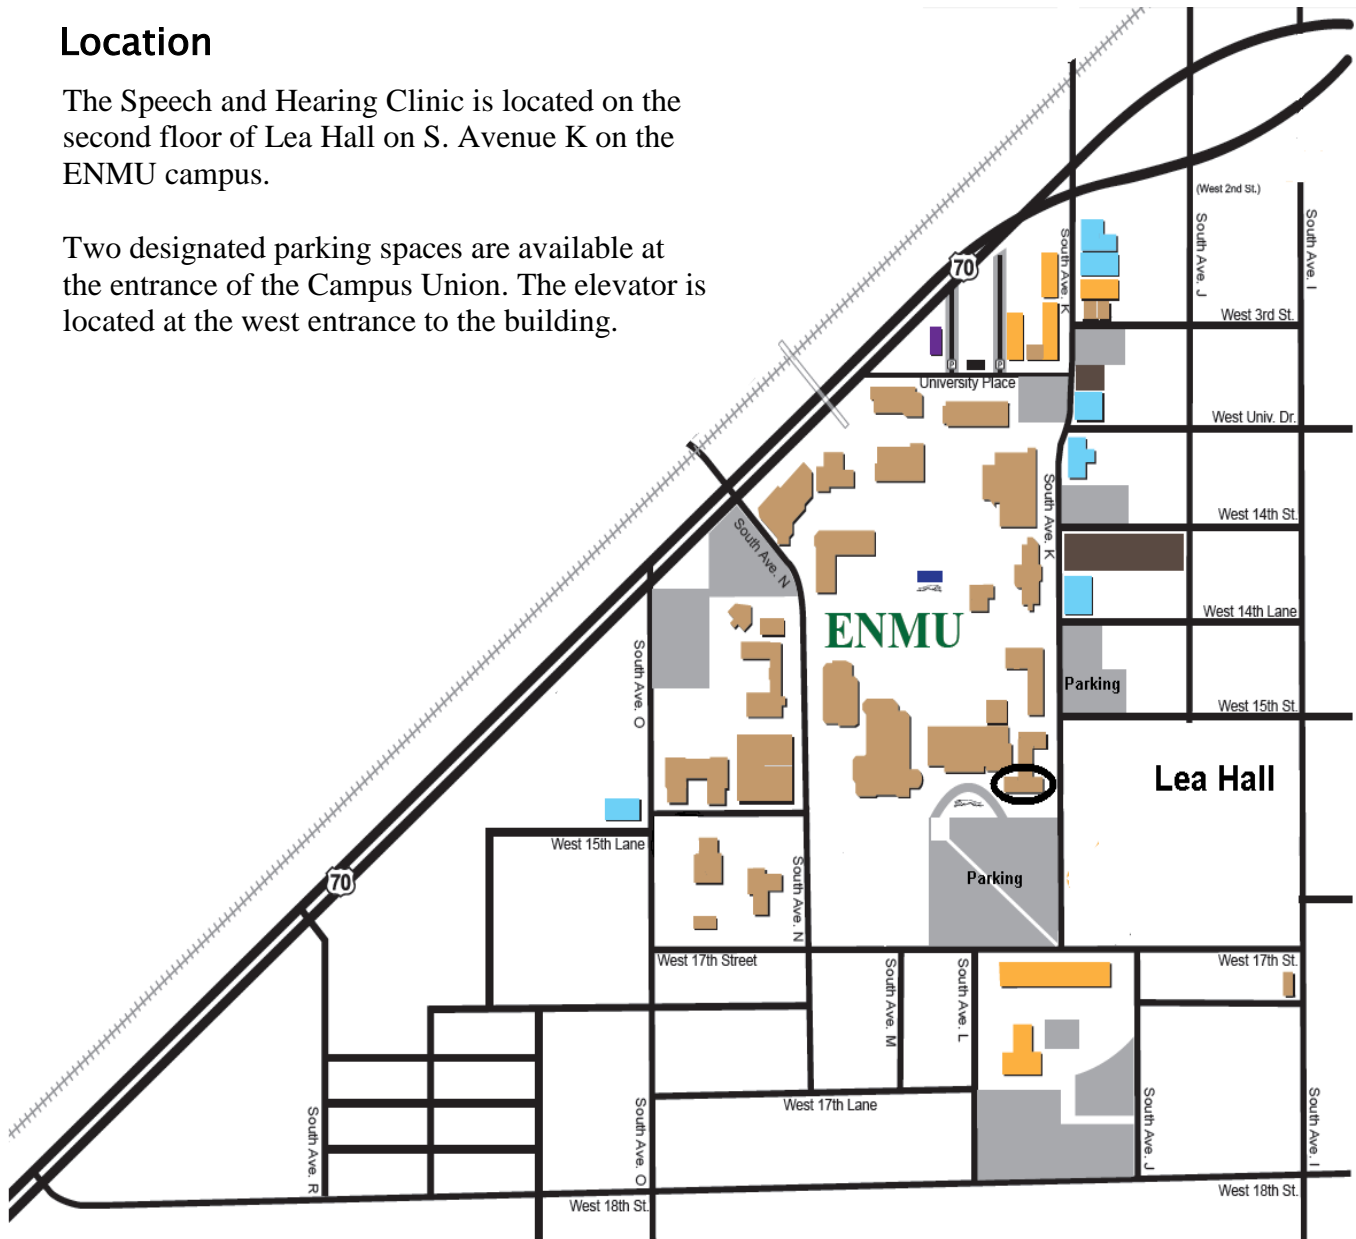 Location
The Speech and Hearing Clinic is located on the
second floor of Lea Hall on S. Avenue K on the
ENMU campus.
Two designated parking spaces are available at
the entrance of the Campus Union. The elevator is
located at the west entrance to the building.
(West 2nd St.)
South Ave. K
South Ave. J
South Ave. I
70
West 3rd St.
P
P
University Place
West Univ. Dr.
South Ave. K
West 14th St.
South Ave. N
West 14th Lane
ENMU
South Ave. O
Parking
West 15th St.
Lea Hall
West 15th Lane
70
Parking
South Ave. N
West 17th Street
South Ave. M
South Ave. L
West 17th St.
West 17th Lane
South Ave. R
South Ave. O
South Ave. J
South Ave. I
West 18th St.
West 18th St.